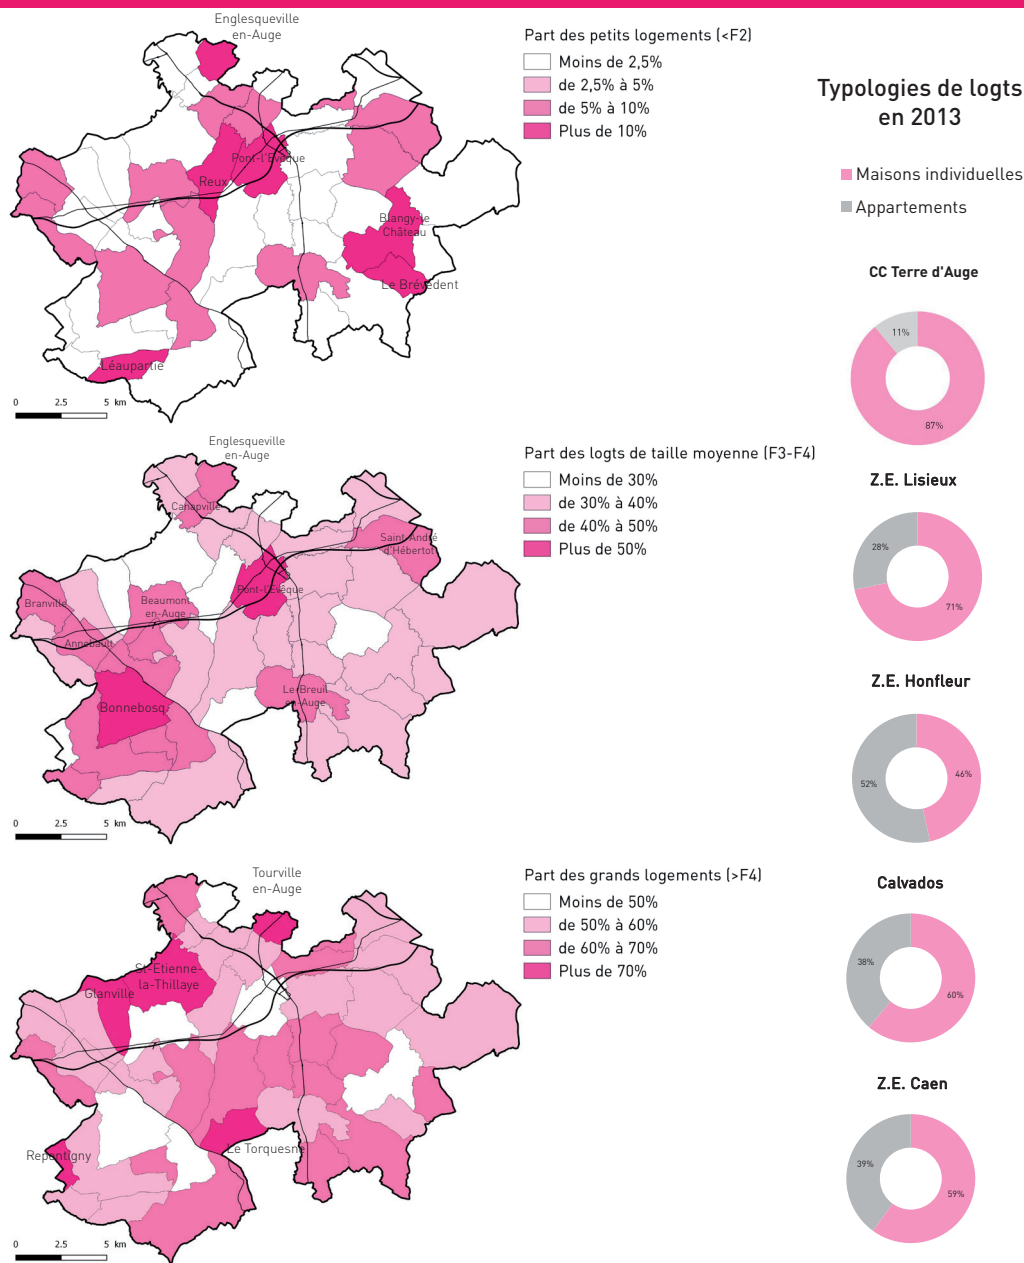 Englesqueville
en-Auge
Part des petits logements (<F2)
Moins de 2,5%
de 2,5% à 5%
de 5% à 10%
Plus de 10%
Pont-l'Evêque
Reux
Blangy-le
Château
Le Brévedent
Léaupartie
0 2.5 5 km
Typologies de logts
en 2013
Maisons individuelles
Appartements
CC Terre d'Auge
11%
87%
Englesqueville
en-Auge
Part des logts de taille moyenne (F3-F4)
Moins de 30%
de 30% à 40%
de 40% à 50%
Plus de 50%
Canapville
Saint-André
d'Hébertot
Pont-l'Evêque
Branville
Beaumont
en-Auge
Annebault
Le Breuil
en-Auge
Bonnebosq
0 2.5 5 km
Z.E. Lisieux
28%
71%
Z.E. Honfleur
46%
52%
Tourville
en-Auge
Part des grands logements (>F4)
Moins de 50%
de 50% à 60%
de 60% à 70%
Plus de 70%
St-Etienne-
la-Thillaye
Glanville
Repentigny
Le Torquesne
0 2.5 5 km
Calvados
38%
60%
Z.E. Caen
39%
59%